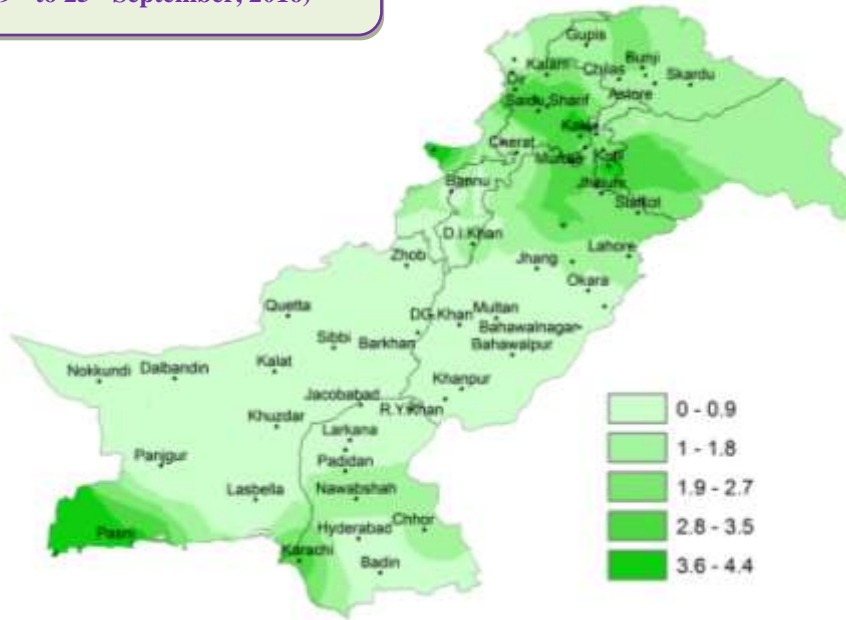 to 25 September, 2016)
Gupis
Kalam
Chilas
Bunji
Skardu
Dir
Astore
Saidu Sharif
Kakul
Cherat
Murree
Kotli
Bannu
Jhelum
Sialkot
D.I.Khan
Zhob
Jhang
Lahore
Okara
Quetta
DG.Khan
Multan
Sibbi
Barkhan
Bahawalnagar
Bahawalpur
Nokkundi
Dalbandin
Kalat
Khanpur
Jacobabad
R.Y.Khan
Khuzdar
Larkana
Panjgur
Padidan
Lasbella
Nawabshah
Pasni
Hyderabad
Chhor
Karachi
Badin
0 - 0.9
1 - 1.8
1.9 - 2.7
2.8 - 3.5
3.6 - 4.4